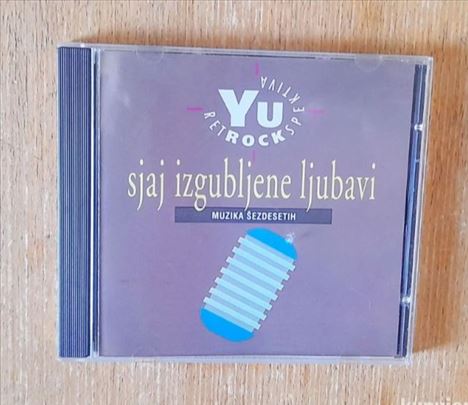 Yu
RETROCKSPEKTIVA
sjaj izgubljene ljubavi
MUZIKA ŠEZDESETIH